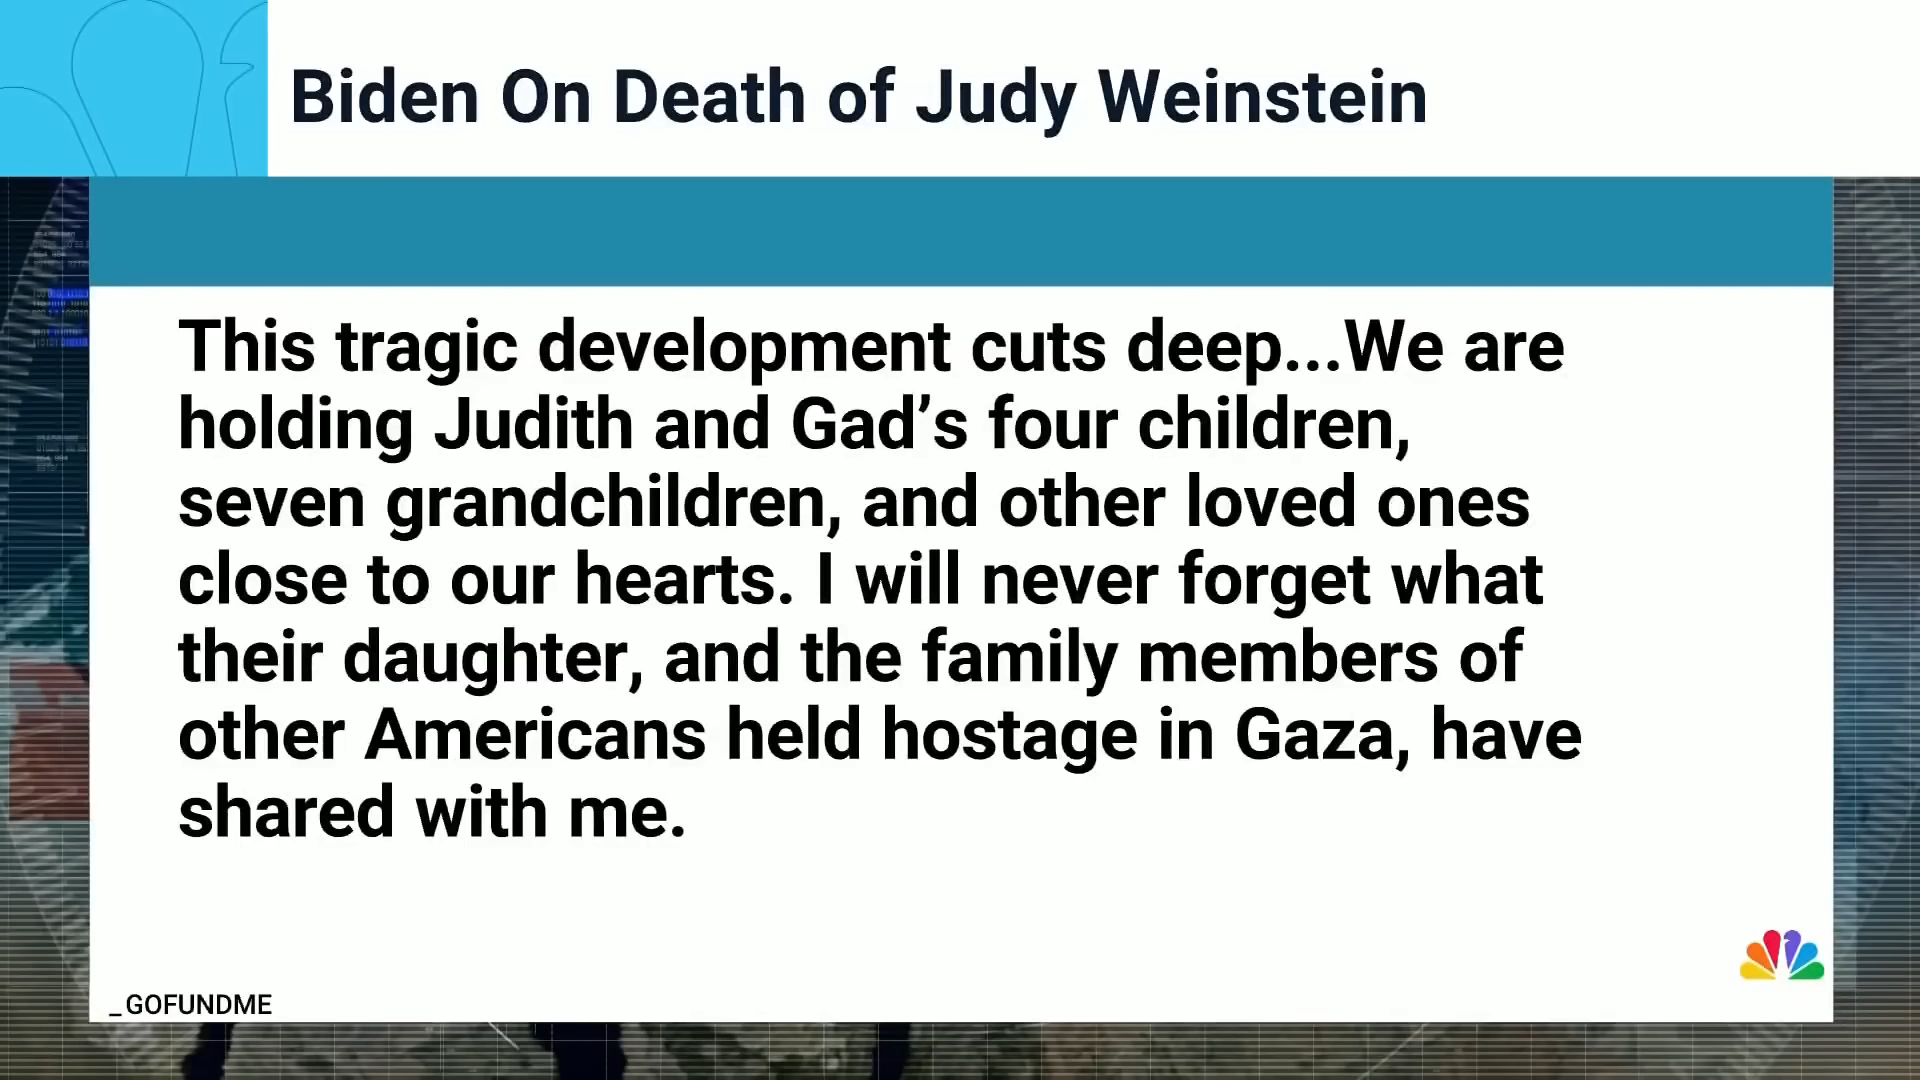 Biden On Death of Judy Weinstein
This tragic development cuts deep...We are
holding Judith and Gad’s four children,
seven grandchildren, and other loved ones
close to our hearts. I will never forget what
their daughter, and the family members of
other Americans held hostage in Gaza, have
shared with me.
_GOFUNDME